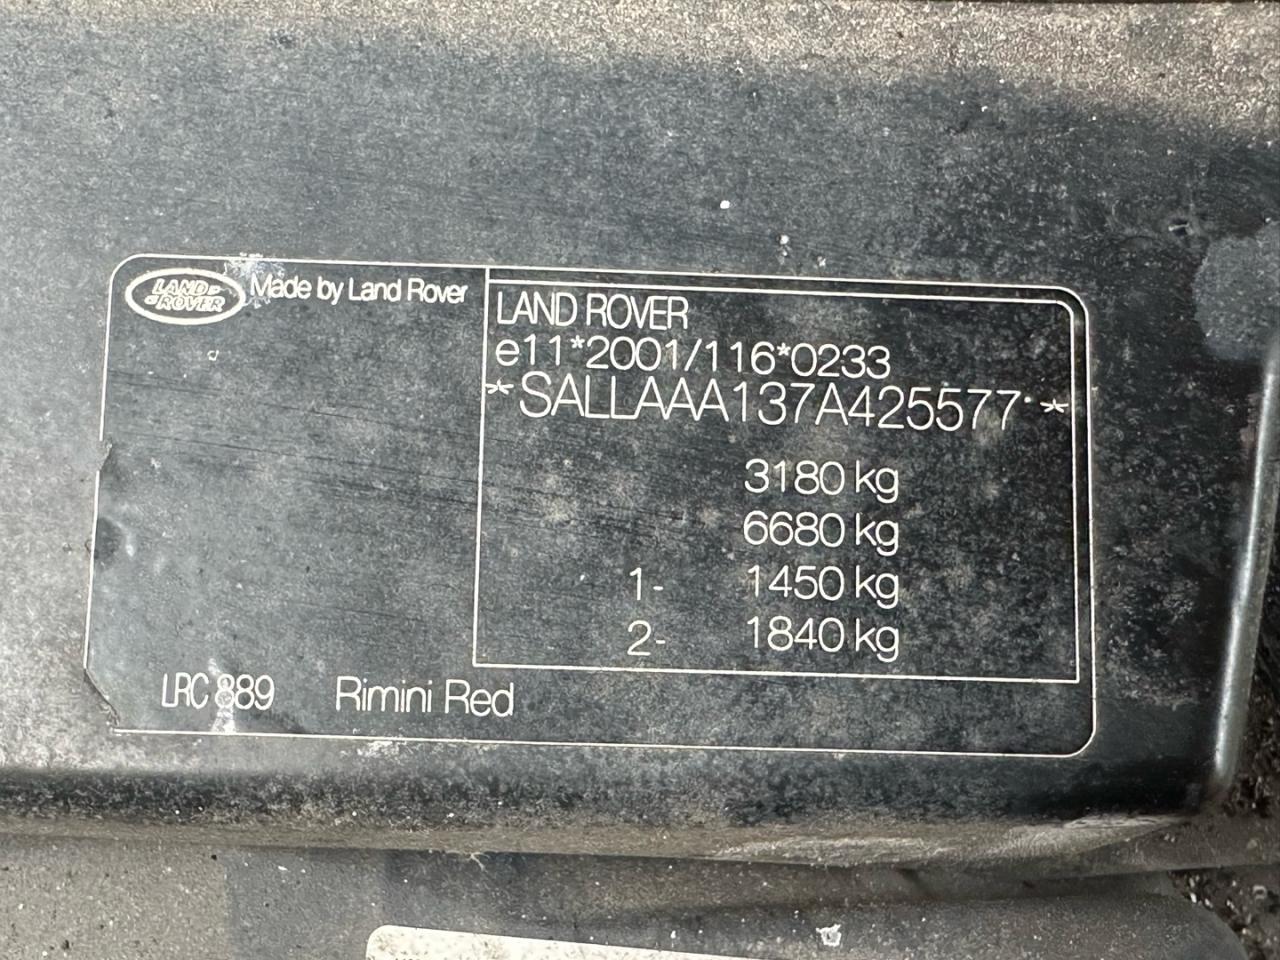 LAND ROVER
Made by Land Rover
LAND ROVER
e11*2001/116*0233
*SALLAAA137A425577*
3180 kg
6680 kg
1- 1450 kg
2- 1840 kg
LRC 889 Rimini Red